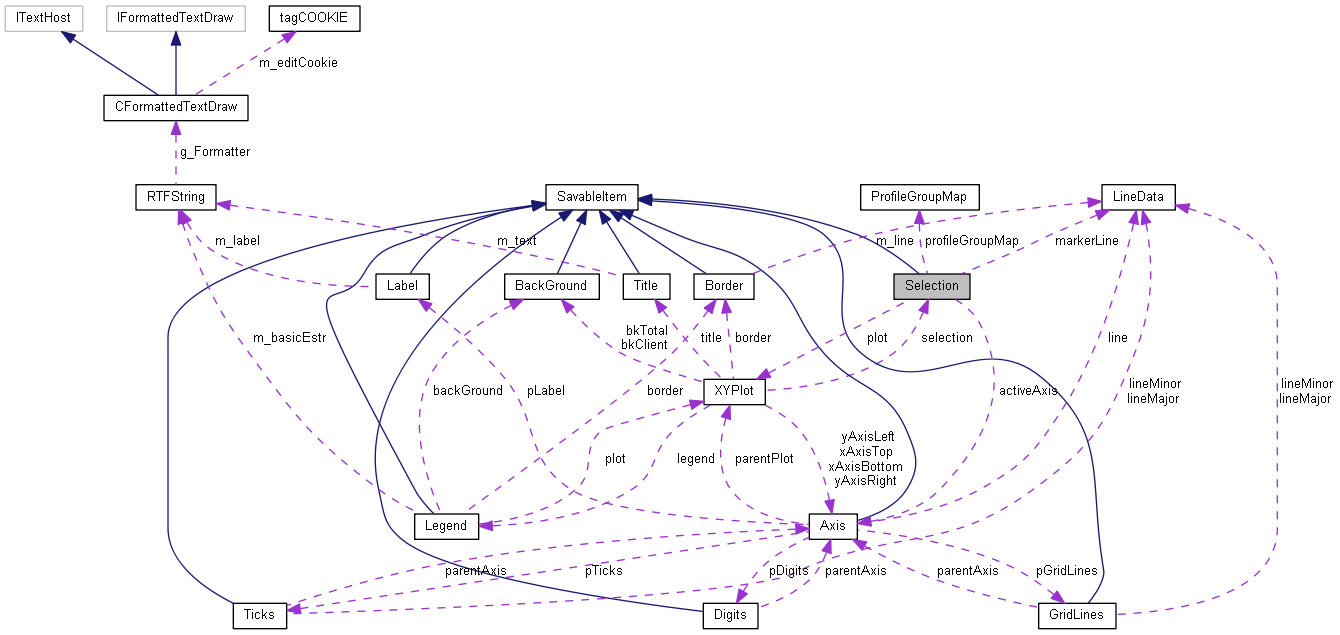 ITextHost
IFormattedTextDraw
tagCOOKIE
m_editCookie
CFormattedTextDraw
g_Formatter
RTFString
SavableItem
ProfileGroupMap
LineData
m_label
m_text
m_line
profileGroupMap
markerLine
Label
BackGround
Title
Border
Selection
m_basicEstr
bkTotal
bkClient
title
border
plot
selection
line
backGround
pLabel
border
XYPlot
activeAxis
lineMinor
lineMajor
lineMinor
lineMajor
plot
legend
parentPlot
yAxisLeft
xAxisTop
xAxisBottom
yAxisRight
Legend
Axis
parentAxis
pTicks
pDigits
parentAxis
parentAxis
pGridLines
Ticks
Digits
GridLines